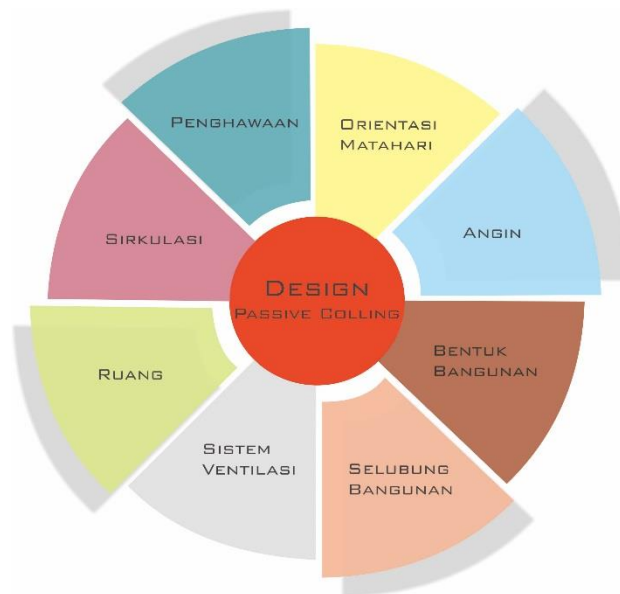 PENGHAWAAN
ORIENTASI
MATAHARI
ANGIN
SIRKULASI
DESIGN
PASSIVE COLLING
BENTUK
BANGUNAN
RUANG
SISTEM
VENTILASI
SELUBUNG
BANGUNAN